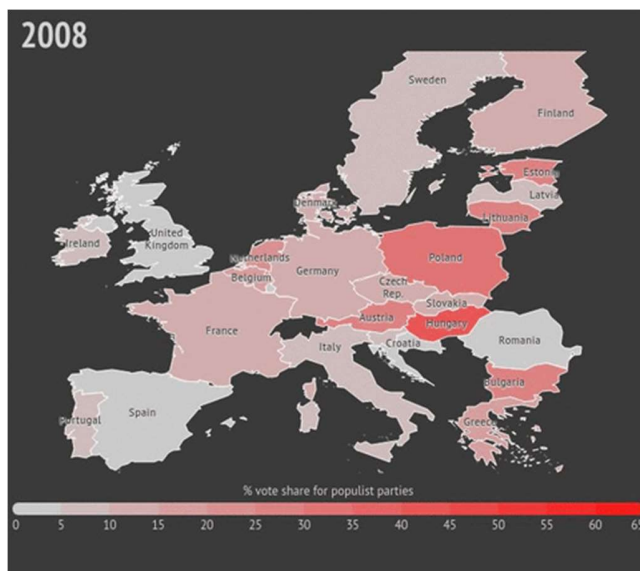 2008
Sweden
Finland
Estonia
Latvia
Denmark
Lithuania
Ireland
United
Kingdom
Netherlands
Poland
Belgium
Germany
Czech
Rep.
Slovakia
Austria
Hungary
France
Italy
Croatia
Romania
Bulgaria
Spain
Portugal
Greece
% vote share for populist parties
0 5 10 15 20 25 30 35 40 45 50 55 60 65